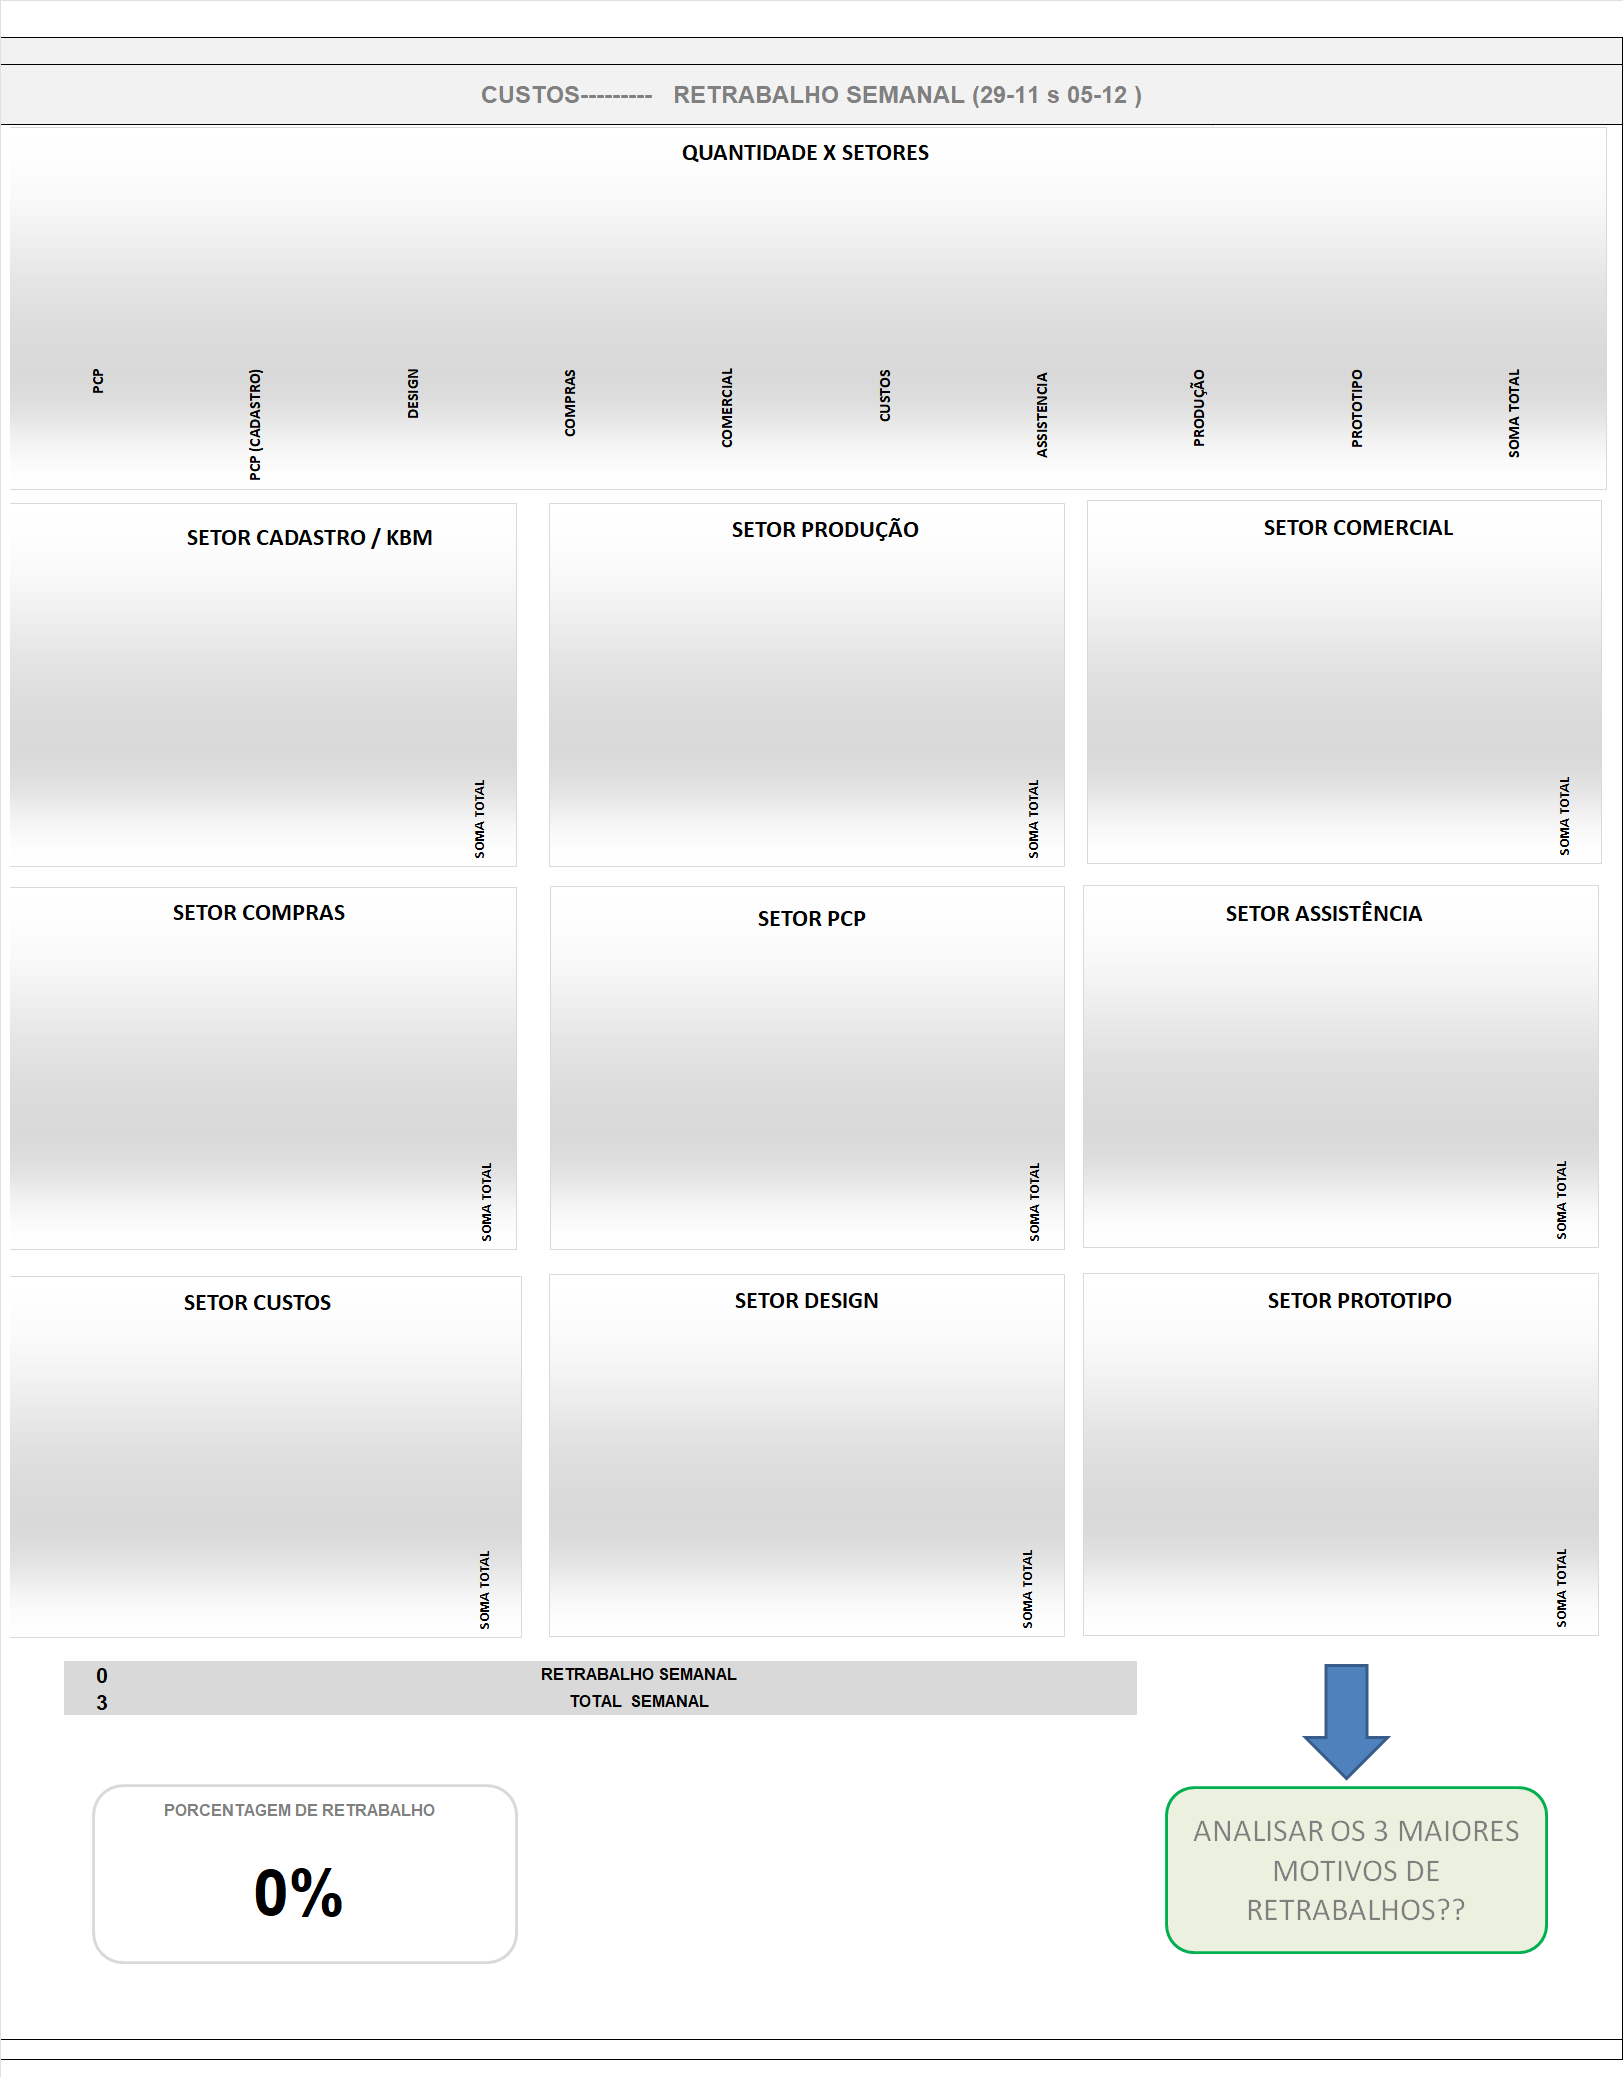 CUSTOS---------   RETRABALHO SEMANAL (29-11 s 05-12 )
QUANTIDADE X SETORES
PCP
PCP (CADASTRO)
DESIGN
COMPRAS
COMERCIAL
CUSTOS
ASSISTENCIA
PRODUÇÃO
PROTOTIPO
SOMA TOTAL
SETOR CADASTRO / KBM
SOMA TOTAL
SETOR PRODUÇÃO
SOMA TOTAL
SETOR COMERCIAL
SOMA TOTAL
SETOR COMPRAS
SOMA TOTAL
SETOR PCP
SOMA TOTAL
SETOR ASSISTÊNCIA
SOMA TOTAL
SETOR CUSTOS
SOMA TOTAL
SETOR DESIGN
SOMA TOTAL
SETOR PROTOTIPO
SOMA TOTAL
0 RETRABALHO SEMANAL
3 TOTAL  SEMANAL
PORCENTAGEM DE RETRABALHO
0%
ANALISAR OS 3 MAIORES
MOTIVOS DE
RETRABALHOS??